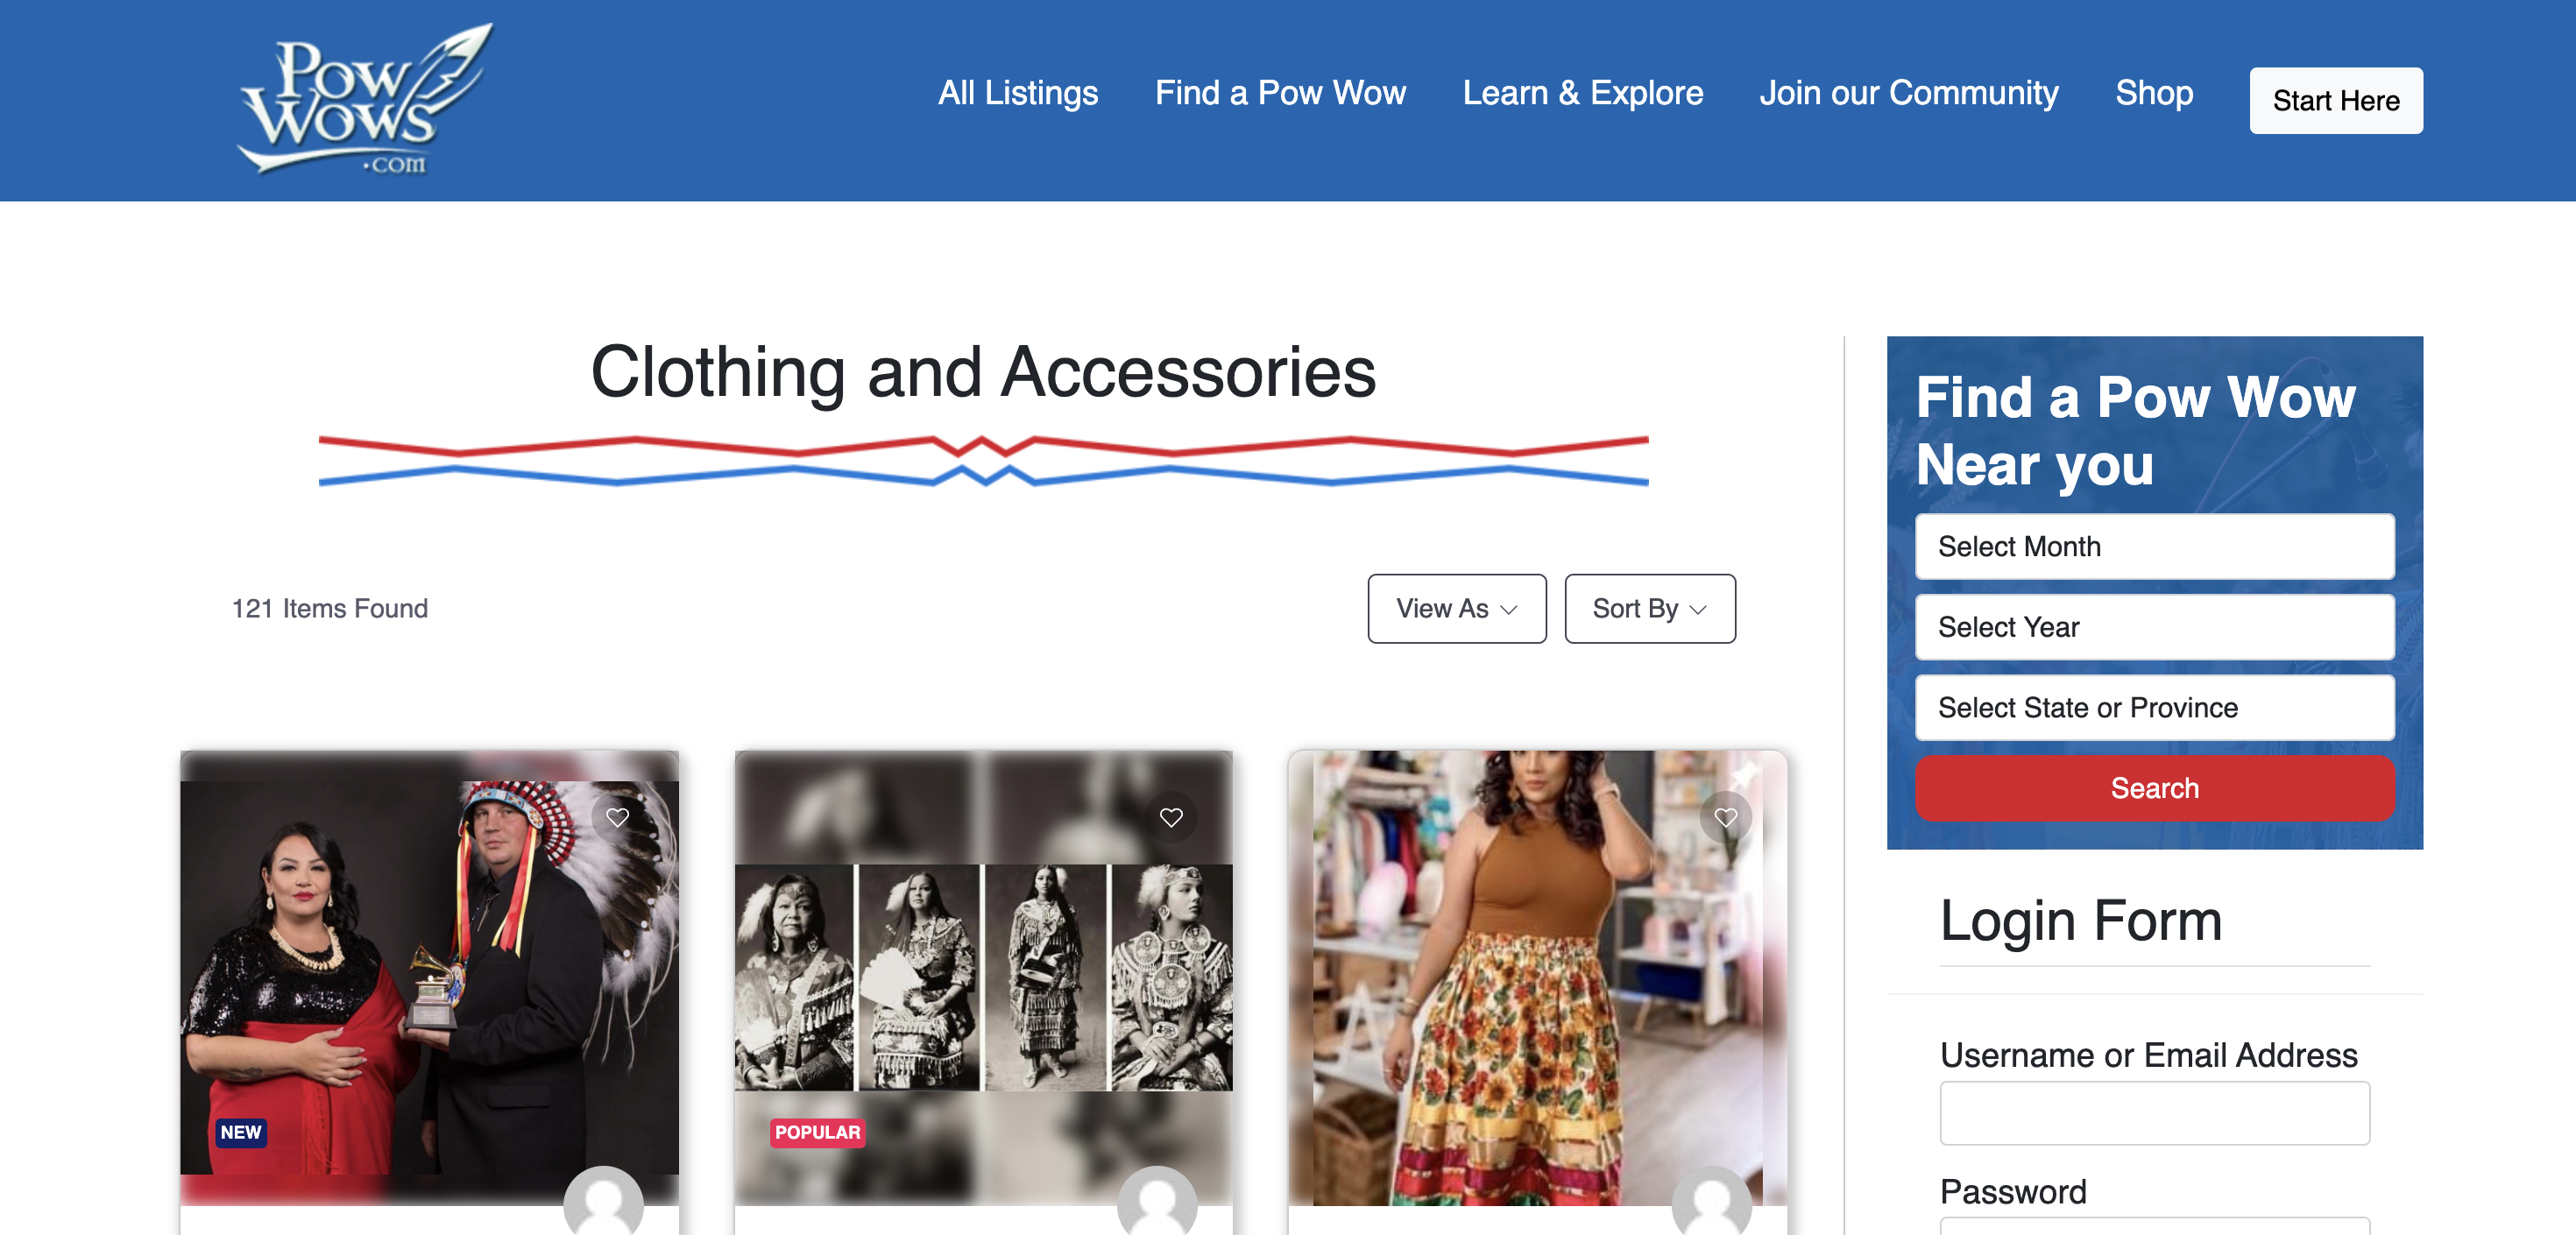 Pow
Wows
.com
All Listings
Find a Pow Wow
Learn & Explore
Join our Community
Shop
Start Here
Clothing and Accessories
121 Items Found
View As
Sort By
NEW
POPULAR
Find a Pow Wow
Near you
Select Month
Select Year
Select State or Province
Search
Login Form
Username or Email Address
Password